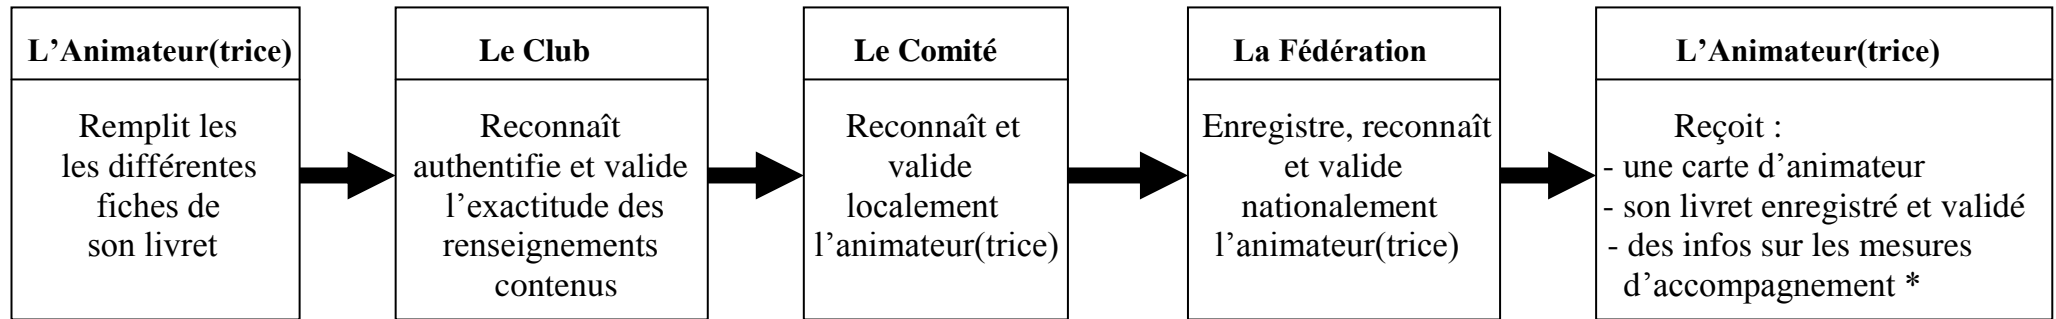 L’Animateur(trice)
Remplit les
les différentes
fiches de
son livret
Le Club
Reconnaît
authentifie et valide
l’exactitude des
renseignements
contenus
Le Comité
Reconnaît et
valide
localement
l’animateur(trice)
La Fédération
Enregistre, reconnaît
et valide
nationalement
l’animateur(trice)
L’Animateur(trice)
Reçoit :
- une carte d’animateur
- son livret enregistré et validé
- des infos sur les mesures
d’accompagnement *